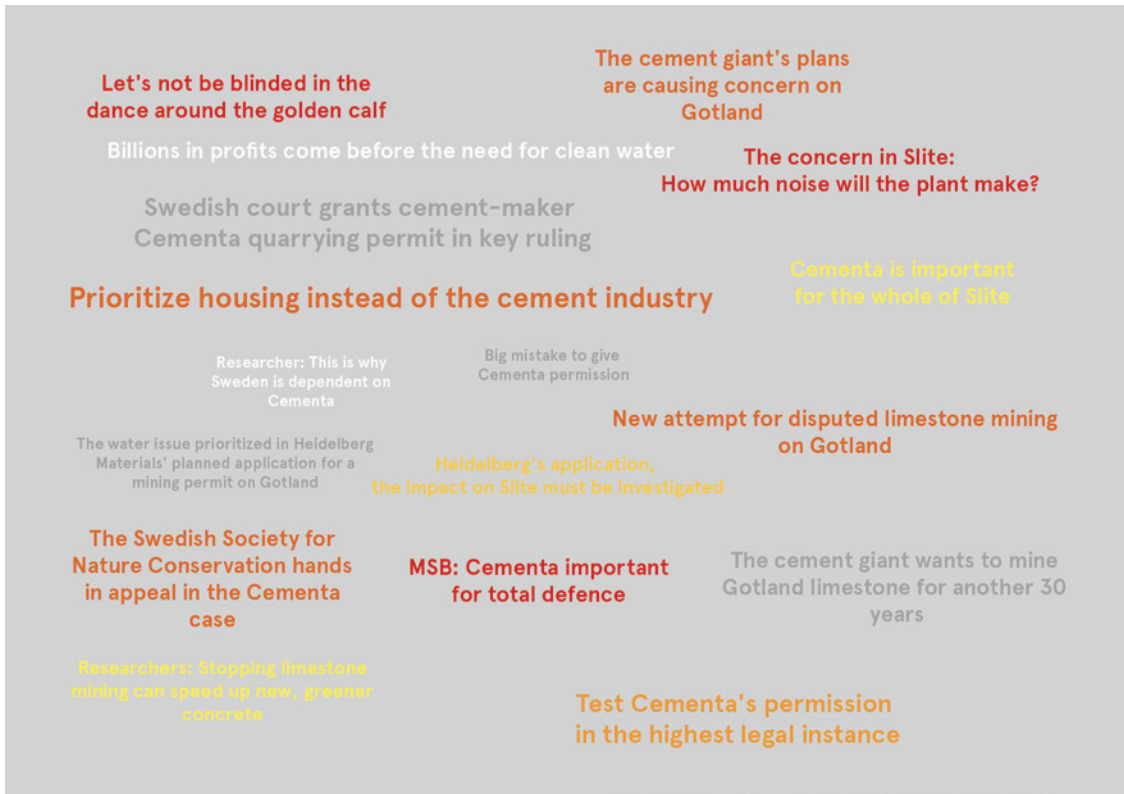 Let's not be blinded in the
dance around the golden calf
The cement giant's plans
are causing concern on
Gotland
Billions in profits come before the need for clean water
The concern in Slite:
How much noise will the plant make?
Swedish court grants cement-maker
Cementa quarrying permit in key ruling
Cementa is important
for the whole of Slite
Prioritize housing instead of the cement industry
Researcher: This is why
Sweden is dependent on
Cementa
Big mistake to give
Cementa permission
New attempt for disputed limestone mining
on Gotland
The water issue prioritized in Heidelberg
Materials' planned application for a
mining permit on Gotland
Heidelberg's application,
the impact on Slite must be investigated
The Swedish Society for
Nature Conservation hands
in appeal in the Cementa
case
MSB: Cementa important
for total defence
The cement giant wants to mine
Gotland limestone for another 30
years
Researchers: Stopping limestone
mining can speed up new, greener
concrete
Test Cementa's permission
in the highest legal instance